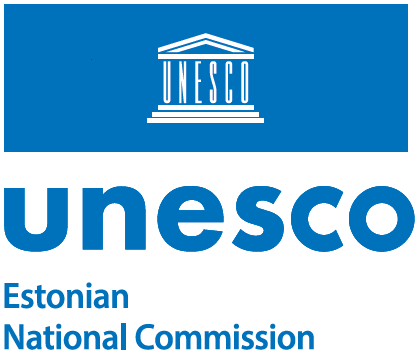 UNESCO
unesco
Estonian
National Commission